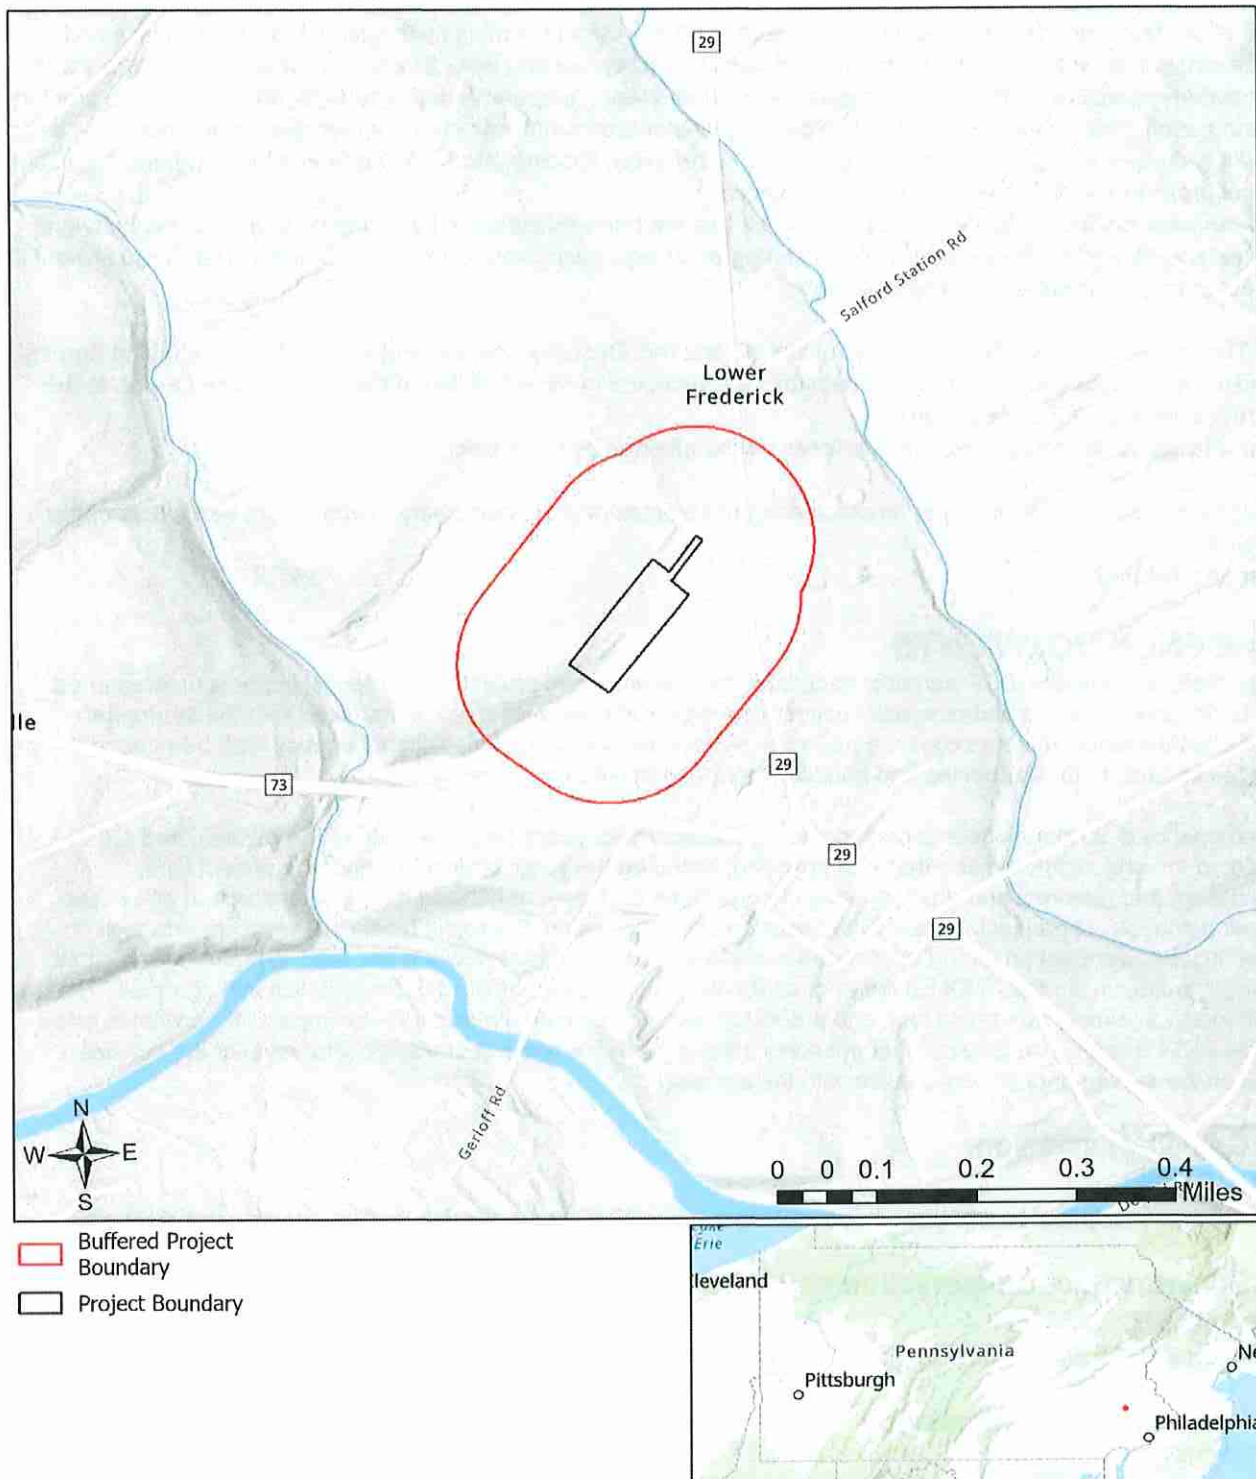 29
Salford Station Rd
Lower
Frederick
lle
73
29
29
29
Gerloff Rd
N
W E
S
0 0 0.1 0.2 0.3 0.4
Miles
Buffered Project
Boundary
Project Boundary
Erie
leveland
Pennsylvania
Pittsburgh
Ne
Philadelphia